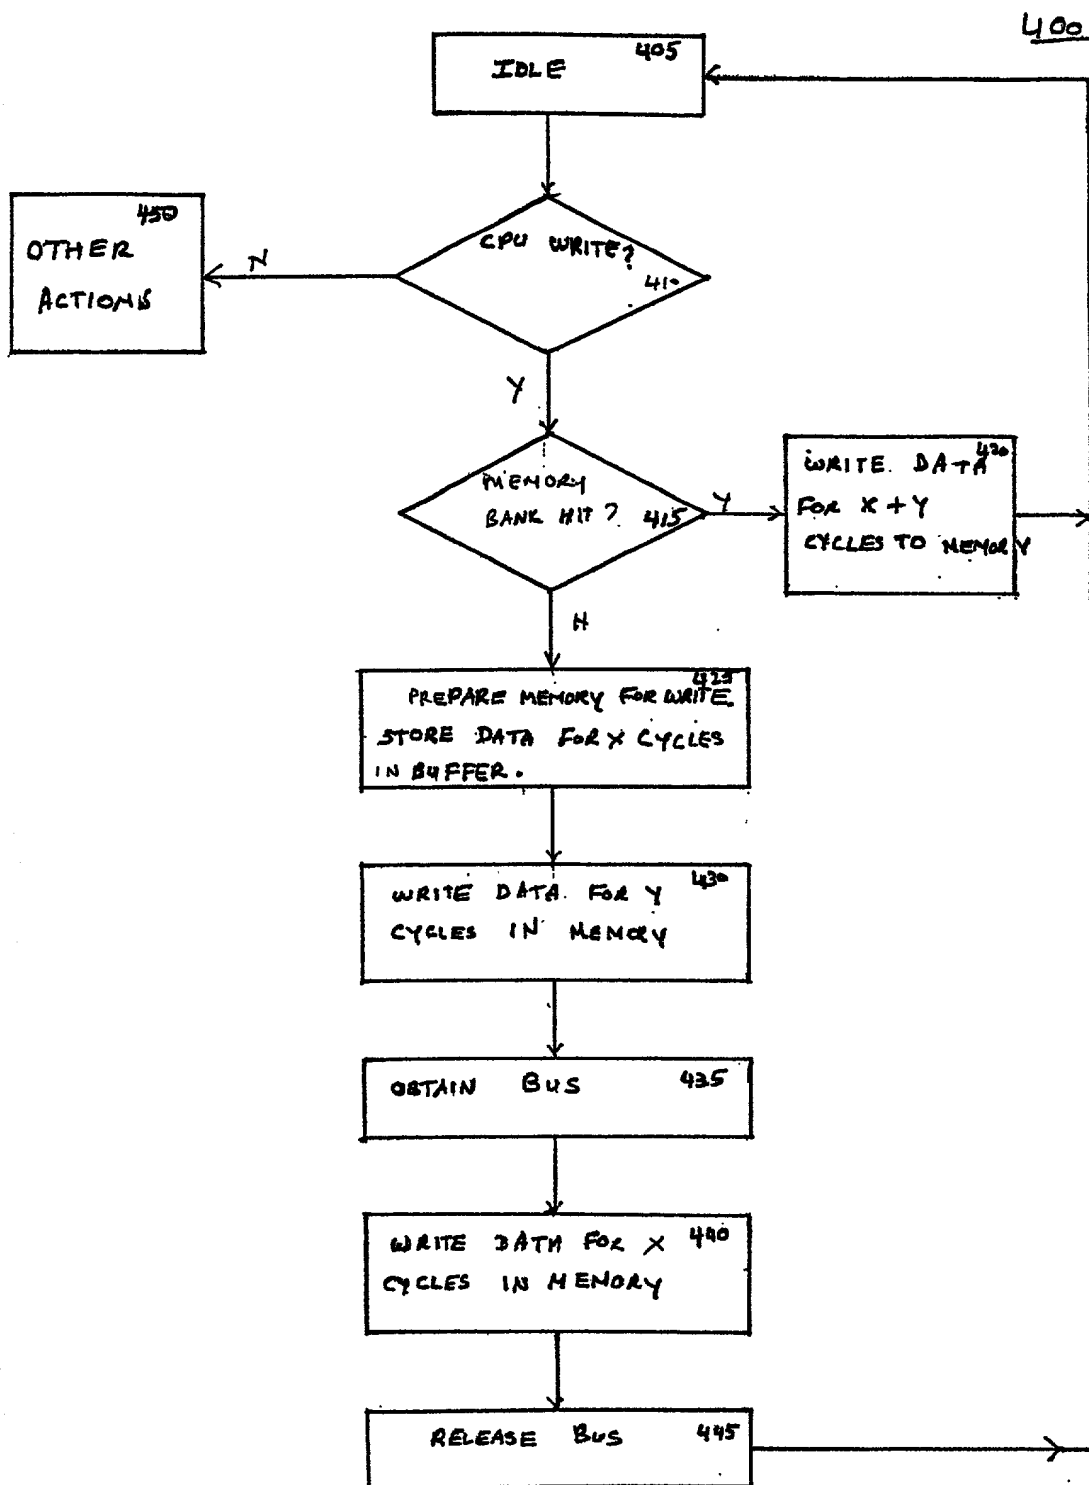 400
405
IDLE
450
OTHER
ACTIONS
N
CPU WRITE?
410
Y
MEMORY
BANK HIT? 415
Y
420
WRITE DATA
FOR X + Y
CYCLES TO MEMORY
N
425
PREPARE MEMORY FOR WRITE.
STORE DATA FOR X CYCLES
IN BUFFER.
WRITE DATA FOR Y 430
CYCLES IN MEMORY
OBTAIN BUS 435
WRITE DATA FOR X 440
CYCLES IN MEMORY
RELEASE BUS 445